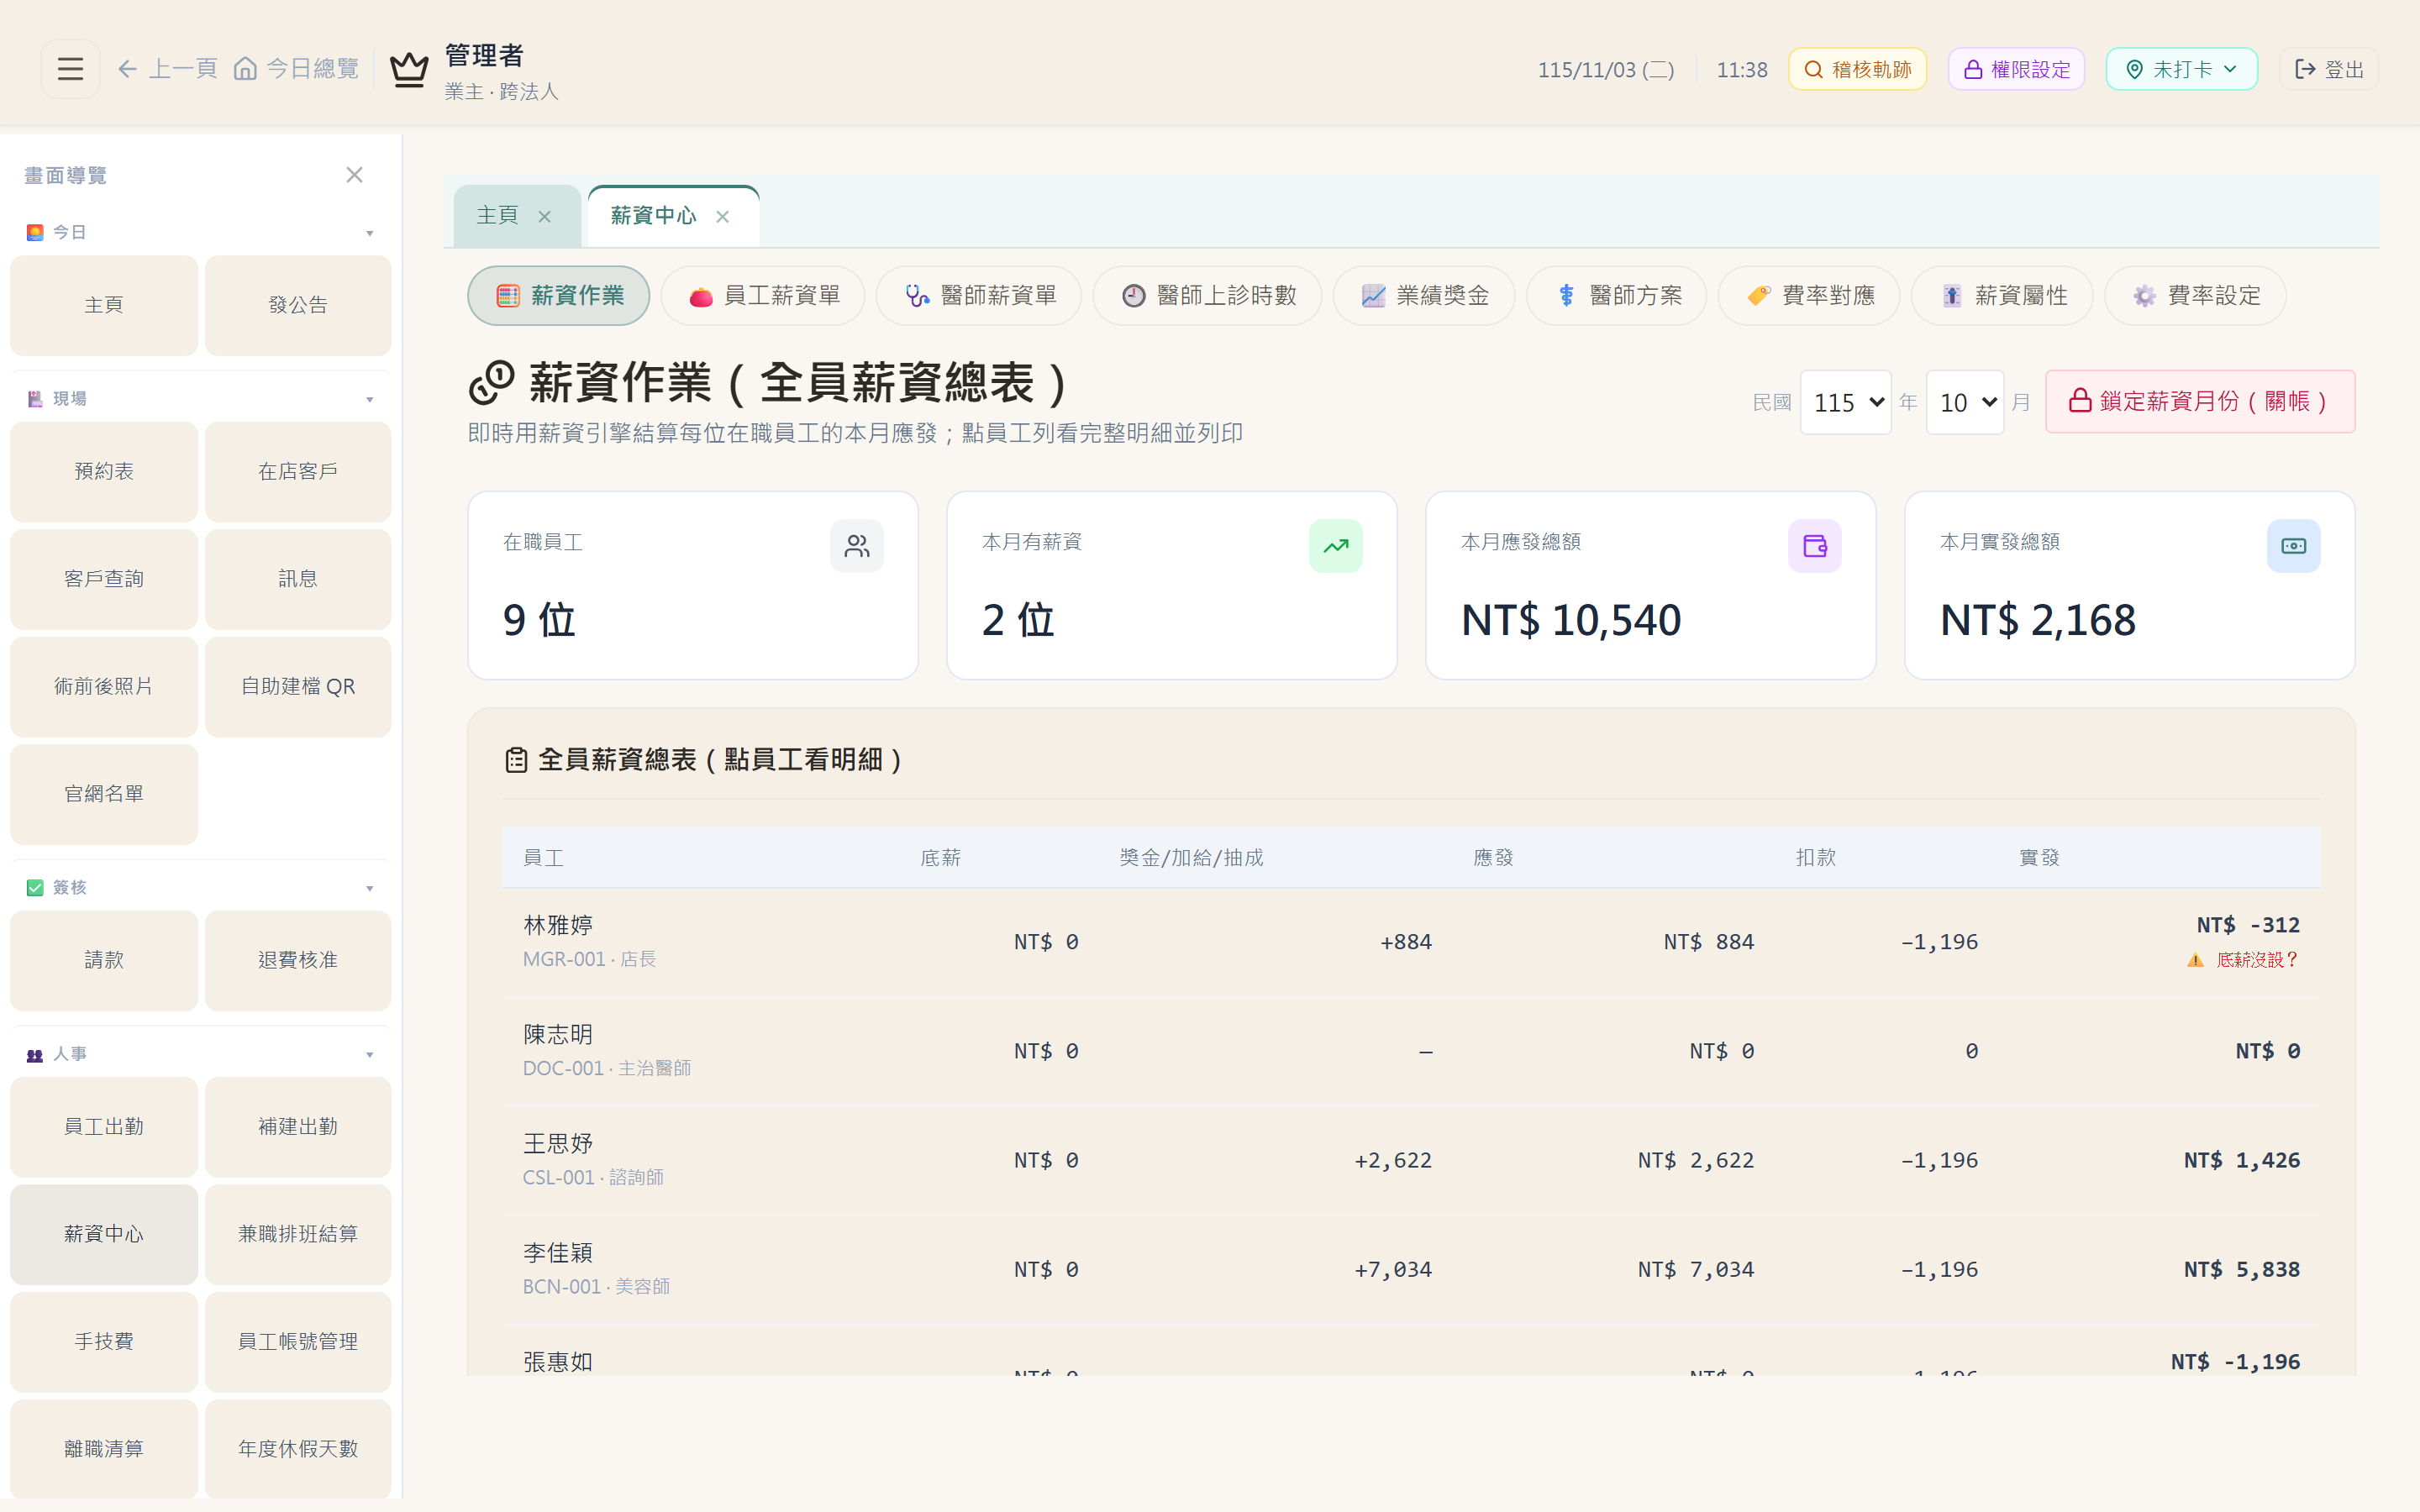 上一頁
今日總覽
管理者
業主 · 跨法人
115/11/03 (二)
11:38
稽核軌跡
權限設定
未打卡
登出
畫面導覽
今日
主頁
發公告
現場
預約表
在店客戶
客戶查詢
訊息
術前後照片
自助建檔 QR
官網名單
簽核
請款
退費核准
人事
員工出勤
補建出勤
薪資中心
兼職排班結算
手技費
員工帳號管理
離職清算
年度休假天數
主頁
薪資中心
薪資作業
員工薪資單
醫師薪資單
醫師上診時數
業績獎金
醫師方案
費率對應
薪資屬性
費率設定
薪資作業（全員薪資總表）
即時用薪資引擎結算每位在職員工的本月應發；點員工列看完整明細並列印
民國 115 年 10 月
鎖定薪資月份（關帳）
在職員工
9 位
本月有薪資
2 位
本月應發總額
NT$ 10,540
本月實發總額
NT$ 2,168
全員薪資總表（點員工看明細）
員工 底薪 獎金/加給/抽成 應發 扣款 實發
林雅婷
MGR-001 · 店長
NT$ 0 +884 NT$ 884 −1,196 NT$ -312
底薪沒設？
陳志明
DOC-001 · 主治醫師
NT$ 0 — NT$ 0 0 NT$ 0
王思妤
CSL-001 · 諮詢師
NT$ 0 +2,622 NT$ 2,622 −1,196 NT$ 1,426
李佳穎
BCN-001 · 美容師
NT$ 0 +7,034 NT$ 7,034 −1,196 NT$ 5,838
張惠如
NT$ -1,196